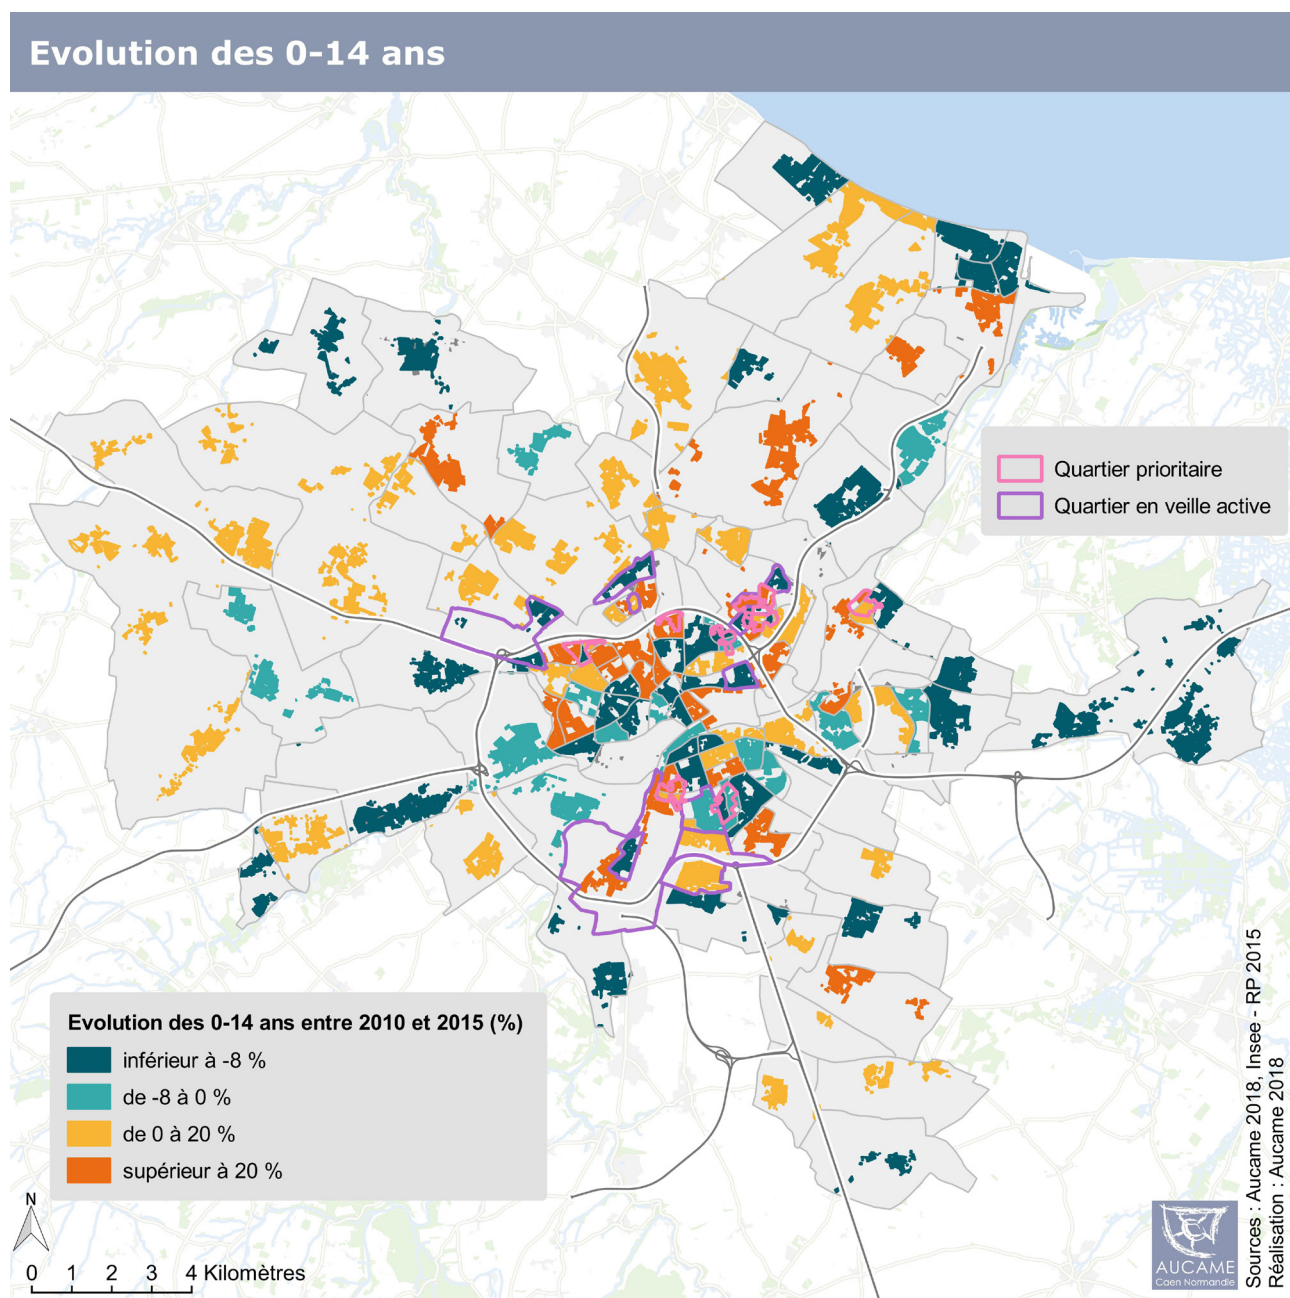 Evolution des 0-14 ans
Quartier prioritaire
Quartier en veille active
Evolution des 0-14 ans entre 2010 et 2015 (%)
inférieur à -8 %
de -8 à 0 %
de 0 à 20 %
supérieur à 20 %
N
0 1 2 3 4 Kilomètres
AUCAME
Caen Normandie
Sources : Aucame 2018, Insee - RP 2015
Réalisation : Aucame 2018